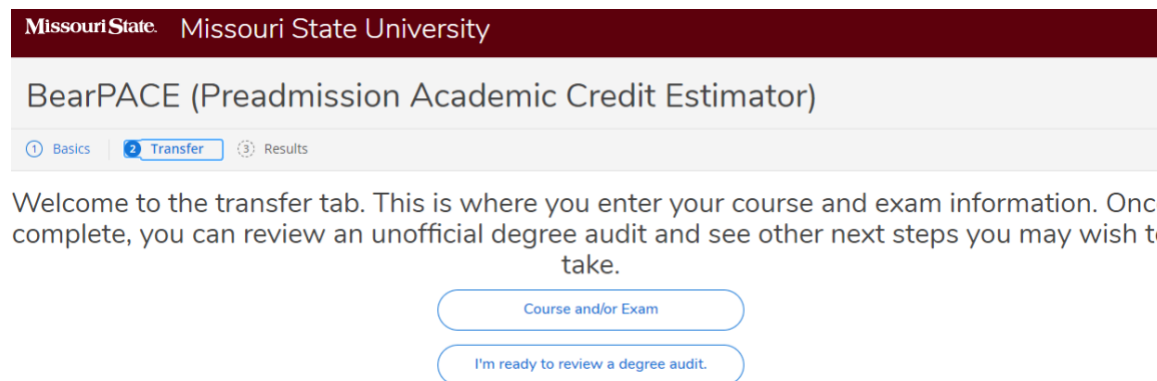 Missouri State. Missouri State University
BearPACE (Preadmission Academic Credit Estimator)
1 Basics 2 Transfer 3 Results
Welcome to the transfer tab. This is where you enter your course and exam information. Onc
complete, you can review an unofficial degree audit and see other next steps you may wish t
take.
Course and/or Exam
I'm ready to review a degree audit.